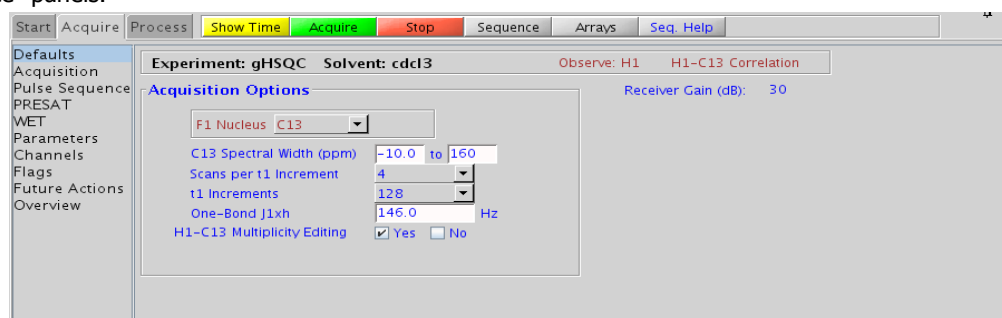 panels.
Start Acquire Process Show Time Acquire Stop Sequence Arrays Seq. Help
Defaults
Acquisition
Pulse Sequence
PRESAT
WET
Parameters
Channels
Flags
Future Actions
Overview
Experiment: gHSQC Solvent: cdcl3 Observe: H1 H1-C13 Correlation
Acquisition Options Receiver Gain (dB): 30
F1 Nucleus C13
C13 Spectral Width (ppm) -10.0 to 160
Scans per t1 Increment 4
t1 Increments 128
One-Bond J1xh 146.0 Hz
H1-C13 Multiplicity Editing Yes No